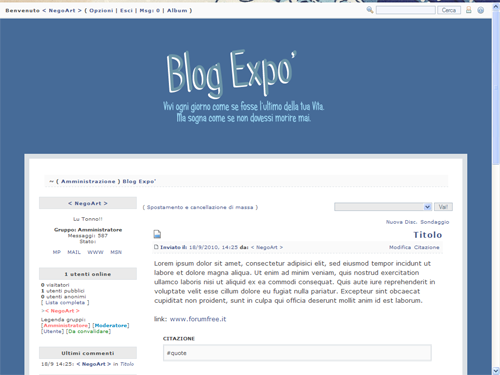 Benvenuto < NegoArt > ( Opzioni | Esci | Msg: 0 | Album )
Cerca
Blog Expo'
Vivi ogni giorno come se fosse l'ultimo della tua Vita.
Ma sogna come se non dovessi morire mai.
~ { Amministrazione } Blog Expo'
< NegoArt >
Lu Tonno!!
Gruppo: Amministratore
Messaggi: 587
Stato:
MP MAIL WWW MSN
1 utenti online
0 visitatori
1 utenti pubblici
0 utenti anonimi
[ Lista completa ]
>< NegoArt >
Legenda gruppo:
[Amministratore] [Moderatore]
[Utente] [Da convalidare]
Ultimi commenti
18/9 14:25: < NegoArt > in Titolo
( Spostamento e cancellazione di massa )
Vai!
Nuova Disc. Sondaggio
Titolo
Inviato il: 18/9/2010, 14:25 da: < NegoArt >
Modifica Citazione
Lorem ipsum dolor sit amet, consectetur adipisici elit, sed eiusmod tempor incidunt ut
labore et dolore magna aliqua. Ut enim ad minim veniam, quis nostrud exercitation
ullamco laboris nisi ut aliquid ex ea commodi consequat. Quis aute iure reprehenderit in
voluptate velit esse cillum dolore eu fugiat nulla pariatur. Excepteur sint obcaecat
cupiditat non proident, sunt in culpa qui officia deserunt mollit anim id est laborum.
link: www.forumfree.it
CITAZIONE
#quote